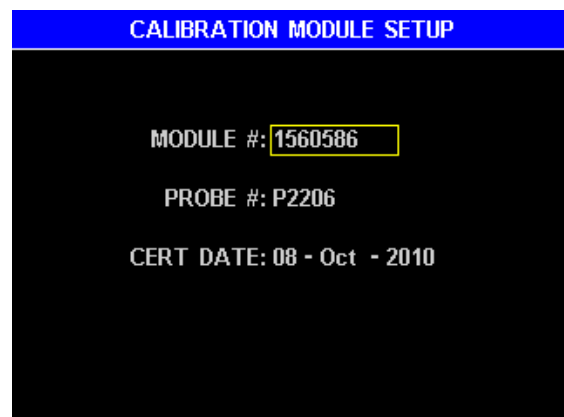 CALIBRATION MODULE SETUP
MODULE #: 1560586
PROBE #: P2206
CERT DATE: 08 - Oct - 2010